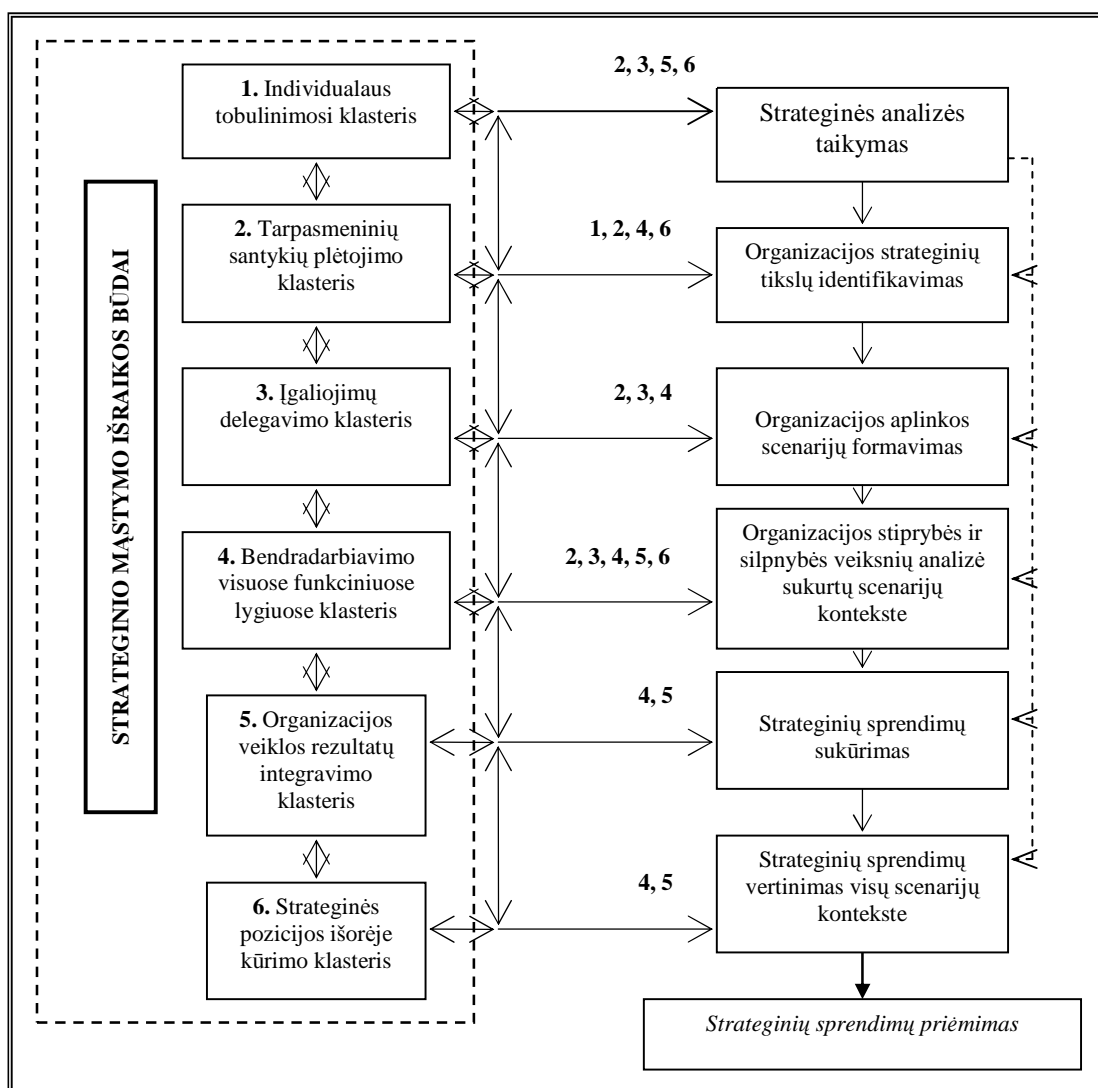 STRATEGINIO MĄSTYMO IŠRAIKOS BŪDAI
1. Individualaus
tobulinimosi klasteris
2, 3, 5, 6
Strateginės analizės
taikymas
2. Tarpasmeninių
santykių plėtojimo
klasteris
1, 2, 4, 6
Organizacijos strateginių
tikslų identifikavimas
3. Įgaliojimų
delegavimo klasteris
2, 3, 4
Organizacijos aplinkos
scenarijų formavimas
4. Bendradarbiavimo
visuose funkciniuose
lygiuose klasteris
2, 3, 4, 5, 6
Organizacijos stiprybės ir
silpnybės veiksnių analizė
sukurtų scenarijų
kontekste
5. Organizacijos
veiklos rezultatų
integravimo
klasteris
4, 5
Strateginių sprendimų
sukūrimas
6. Strateginės
pozicijos išorėje
kūrimo klasteris
4, 5
Strateginių sprendimų
vertinimas visų scenarijų
kontekste
Strateginių sprendimų priėmimas